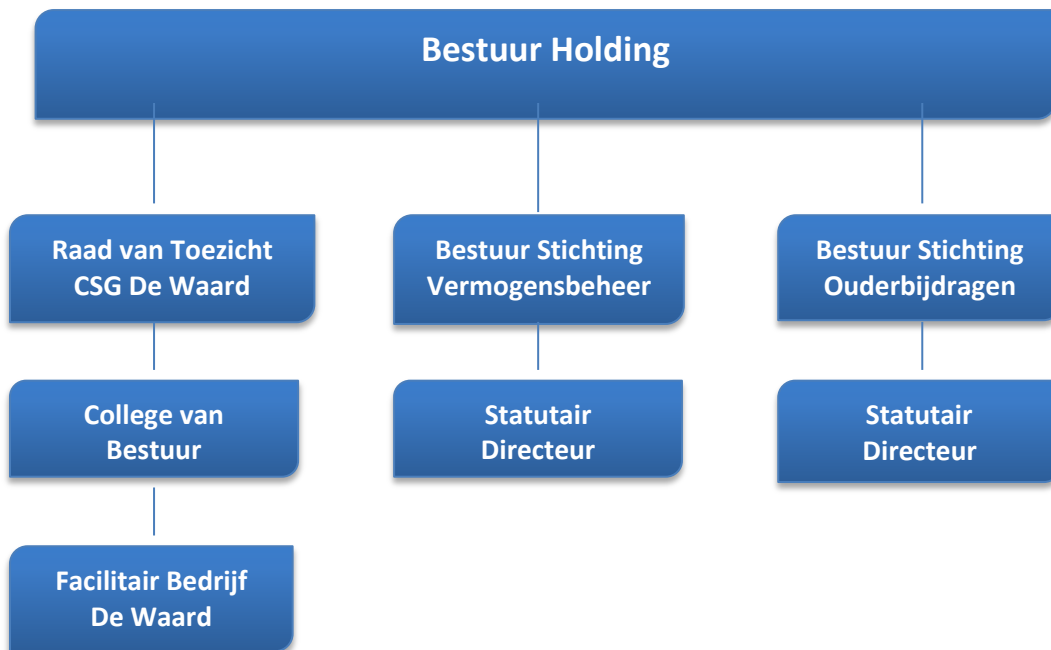 Bestuur Holding
Raad van Toezicht
CSG De Waard
Bestuur Stichting
Vermogensbeheer
Bestuur Stichting
Ouderbijdragen
College van
Bestuur
Statutair
Directeur
Statutair
Directeur
Facilitair Bedrijf
De Waard